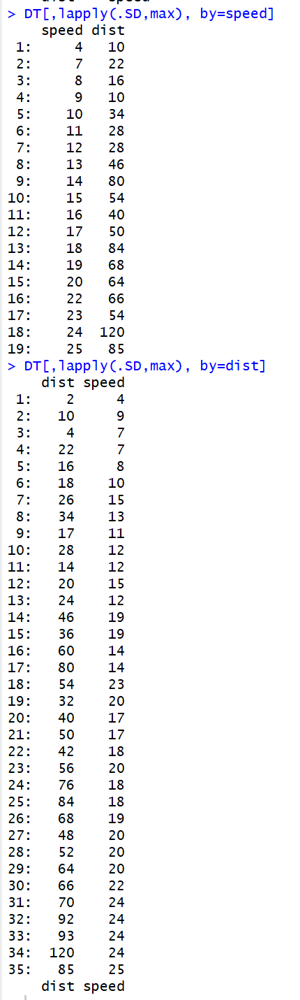 speed
> DT[,lapply(.SD,max), by=speed]
speed dist
1: 4 10
2: 7 22
3: 8 16
4: 9 10
5: 10 34
6: 11 28
7: 12 28
8: 13 46
9: 14 80
10: 15 54
11: 16 40
12: 17 50
13: 18 84
14: 19 68
15: 20 64
16: 22 66
17: 23 54
18: 24 120
19: 25 85
> DT[,lapply(.SD,max), by=dist]
dist speed
1: 2 4
2: 10 9
3: 4 7
4: 22 7
5: 16 8
6: 18 10
7: 26 15
8: 34 13
9: 17 11
10: 28 12
11: 14 12
12: 20 15
13: 24 12
14: 46 19
15: 36 19
16: 60 14
17: 80 14
18: 54 23
19: 32 20
20: 40 17
21: 50 17
22: 42 18
23: 56 20
24: 76 18
25: 84 18
26: 68 19
27: 48 20
28: 52 20
29: 64 20
30: 66 22
31: 70 24
32: 92 24
33: 93 24
34: 120 24
35: 85 25
dist speed